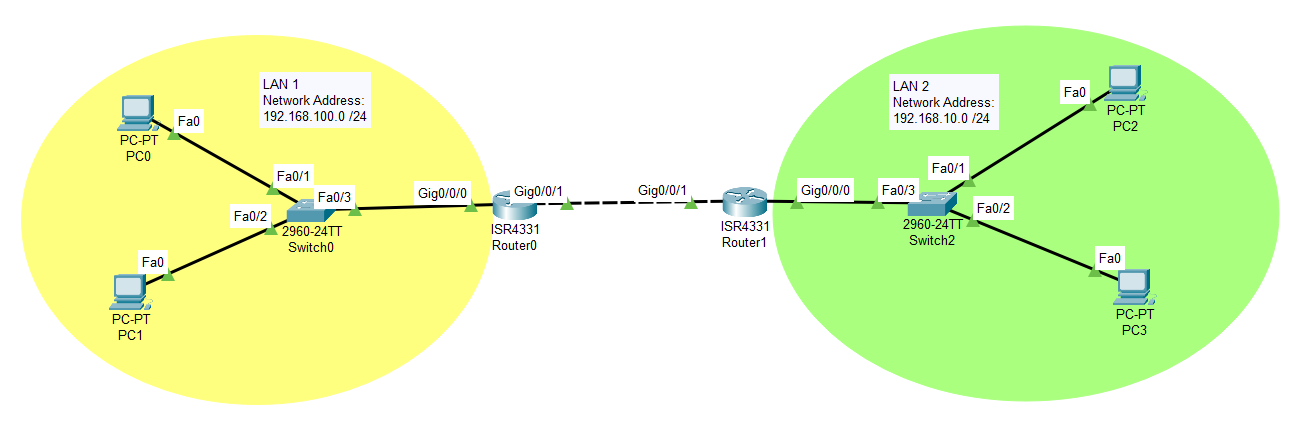 LAN 1
Network Address:
192.168.100.0 /24
Fa0
PC-PT
PC0
Fa0/1
Fa0/3
Fa0/2
2960-24TT
Switch0
Fa0
PC-PT
PC1
Gig0/0/0
Gig0/0/1
ISR4331
Router0
Gig0/0/1
ISR4331
Router1
Gig0/0/0
LAN 2
Network Address:
192.168.10.0 /24
Fa0/3
Fa0/1
Fa0/2
2960-24TT
Switch2
Fa0
PC-PT
PC2
Fa0
PC-PT
PC3